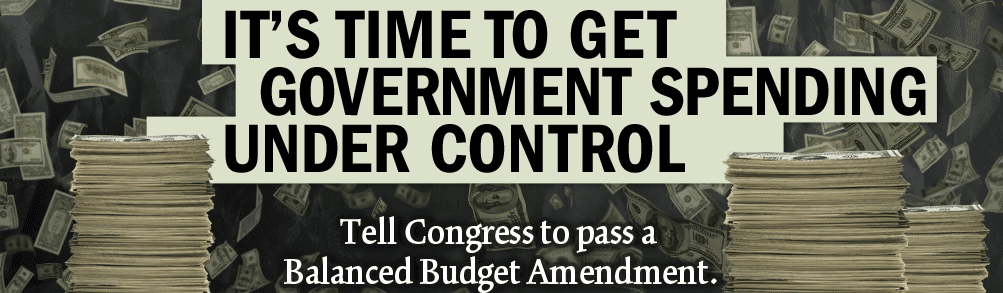 IT'S TIME TO GET
GOVERNMENT SPENDING
UNDER CONTROL
Tell Congress to pass a
Balanced Budget Amendment.